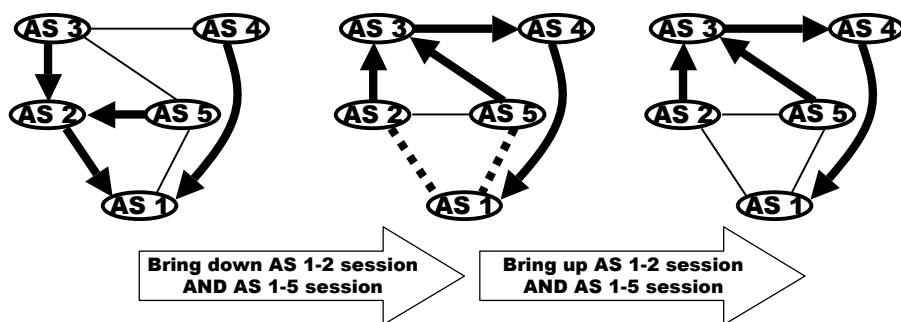 AS 3 AS 4
AS 2 AS 5
AS 1
AS 3 AS 4
AS 2 AS 5
AS 1
AS 3 AS 4
AS 2 AS 5
AS 1
Bring down AS 1-2 session
AND AS 1-5 session
Bring up AS 1-2 session
AND AS 1-5 session